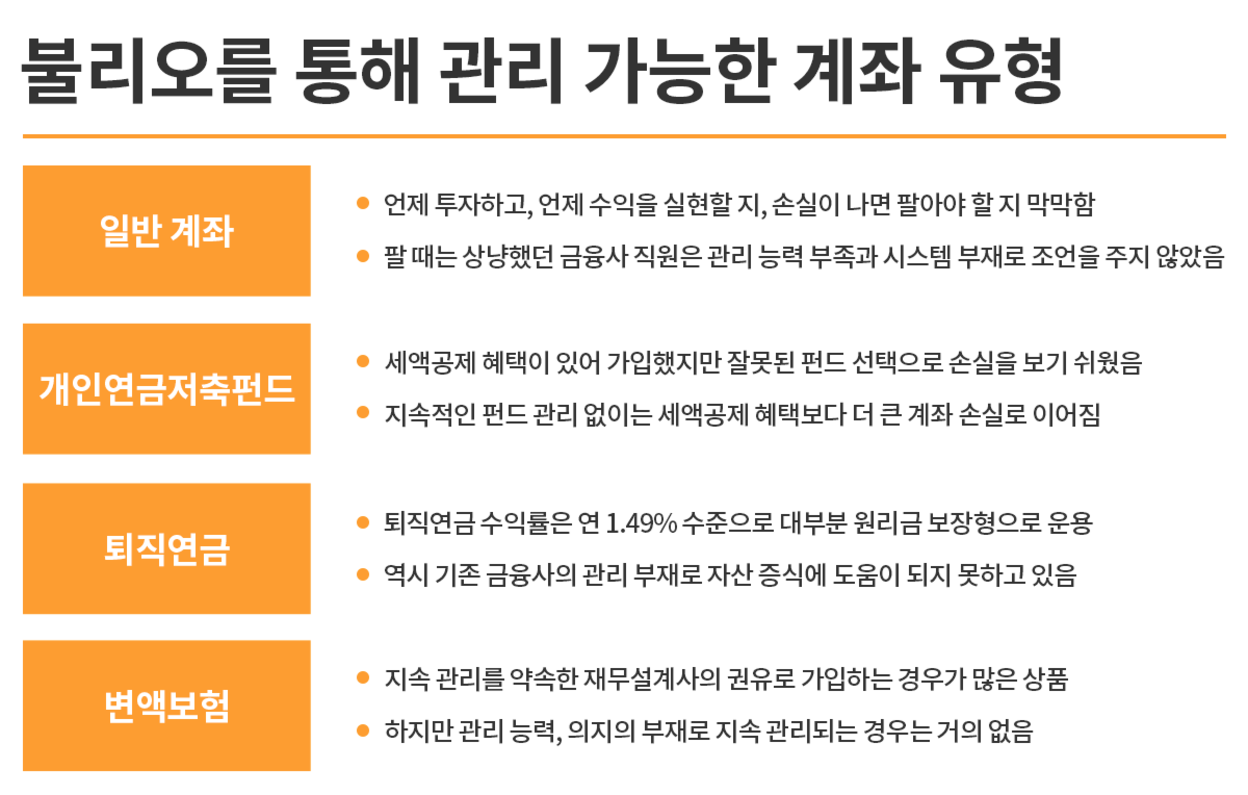 불리오를 통해 관리 가능한 계좌 유형
일반 계좌
언제 투자하고, 언제 수익을 실현할 지, 손실이 나면 팔아야 할 지 막막함
팔 때는 상냥했던 금융사 직원은 관리 능력 부족과 시스템 부재로 조언을 주지 않았음
개인연금저축펀드
세액공제 혜택이 있어 가입했지만 잘못된 펀드 선택으로 손실을 보기 쉬웠음
지속적인 펀드 관리 없이는 세액공제 혜택보다 더 큰 계좌 손실로 이어짐
퇴직연금
퇴직연금 수익률은 연 1.49% 수준으로 대부분 원리금 보장형으로 운용
역시 기존 금융사의 관리 부재로 자산 증식에 도움이 되지 못하고 있음
변액보험
지속 관리를 약속한 재무설계사의 권유로 가입하는 경우가 많은 상품
하지만 관리 능력, 의지의 부재로 지속 관리되는 경우는 거의 없음